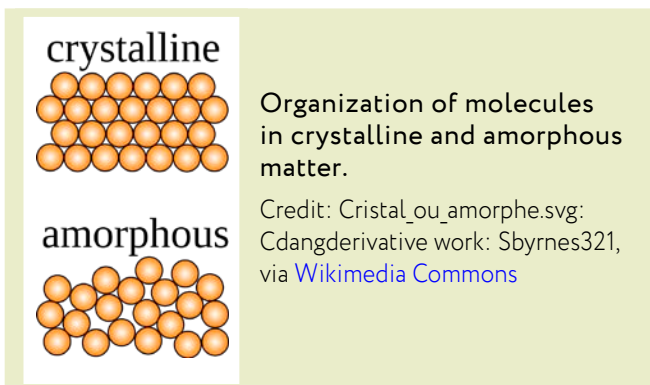 crystalline
amorphous
Organization of molecules
in crystalline and amorphous
matter.
Credit: Cristal_ou_amorphe.svg:
Cdangderivative work: Sbyrnes321,
via Wikimedia Commons